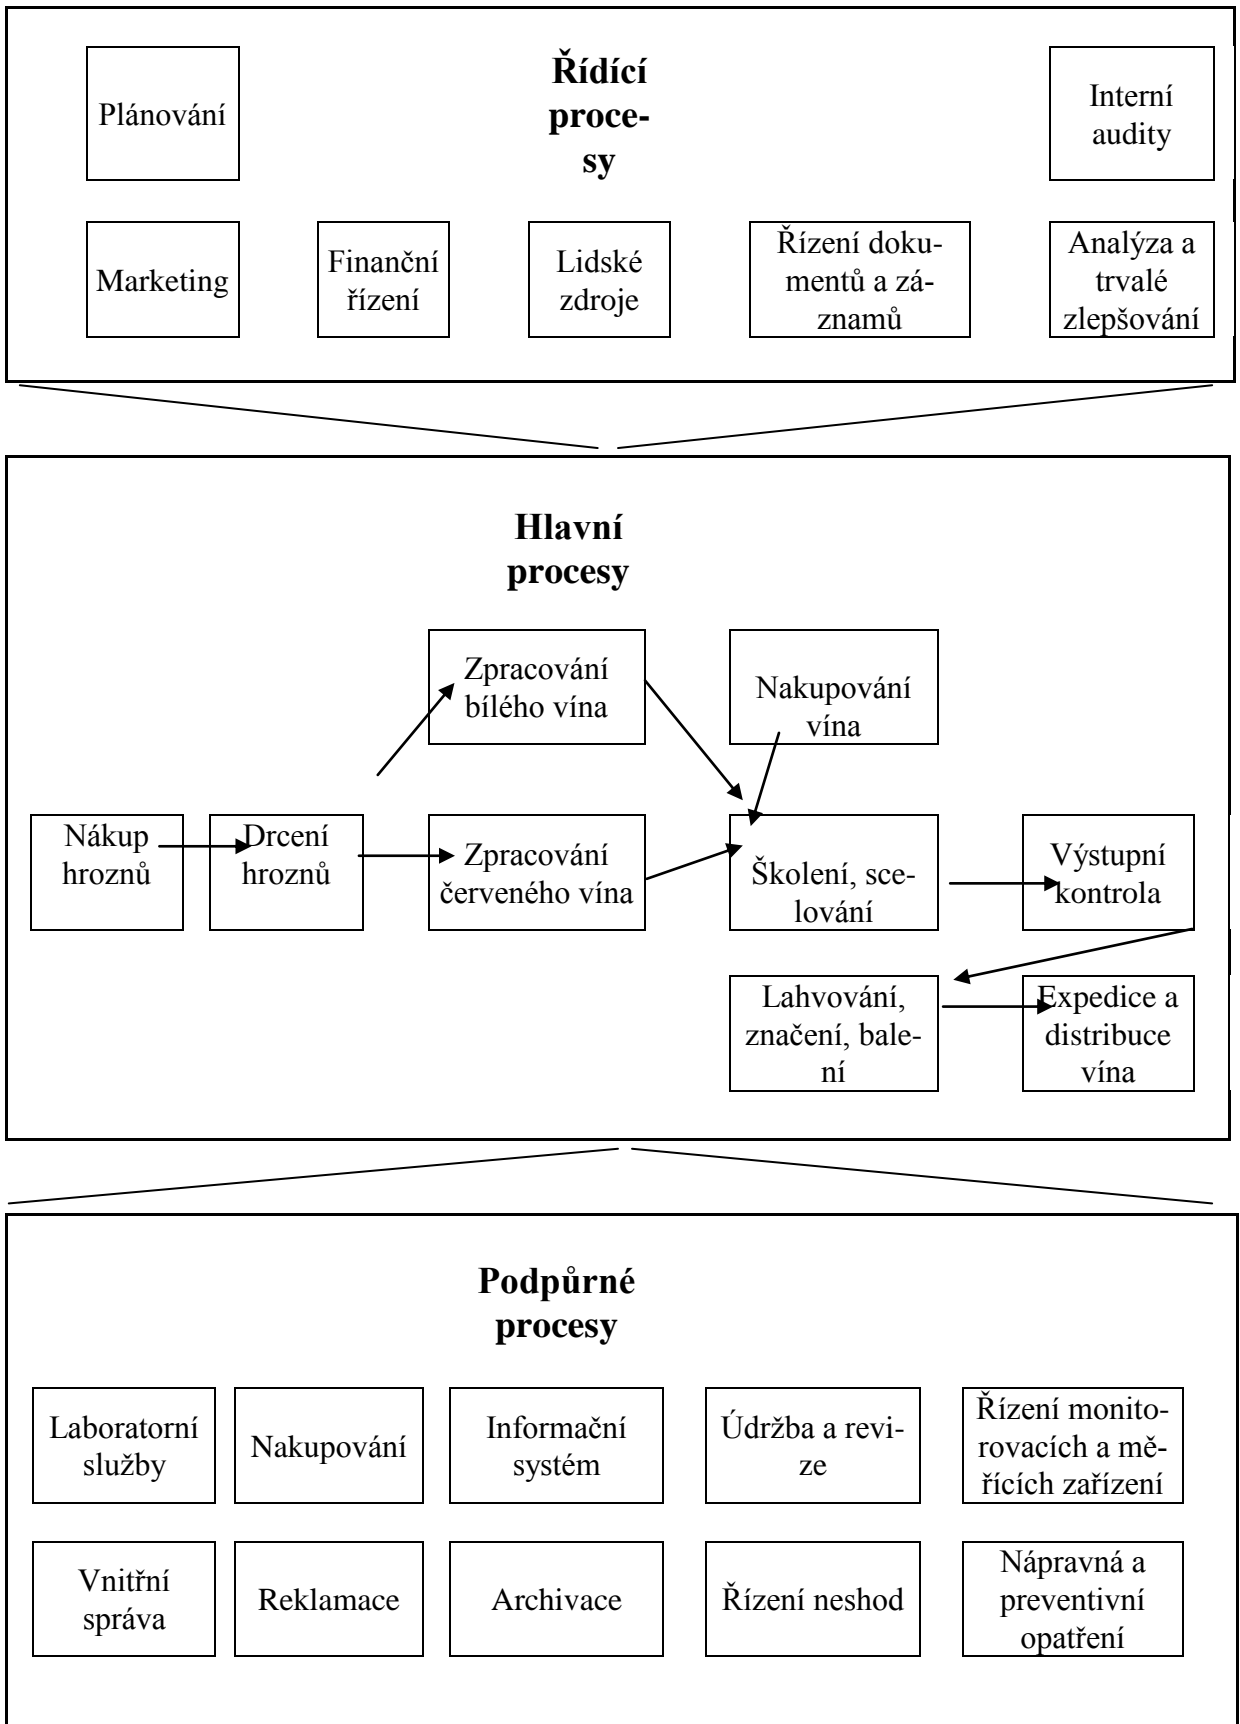 Řídící
proce-
sy
Plánování
Interní
audity
Marketing
Finanční
řízení
Lidské
zdroje
Řízení doku-
mentů a zá-
znamů
Analýza a
trvalé
zlepšování
Hlavní
procesy
Zpracování
bílého vína
Nakupování
vína
Nákup
hroznů
Drcení
hroznů
Zpracování
červeného vína
Školení, sce-
lování
Výstupní
kontrola
Lahvování,
značení, bale-
ní
Expedice a
distribuce
vína
Podpůrné
procesy
Laboratorní
služby
Nakupování
Informační
systém
Údržba a revi-
ze
Řízení monito-
rovacích a mě-
řících zařízení
Vnitřní
správa
Reklamace
Archivace
Řízení neshod
Nápravná a
preventivní
opatření